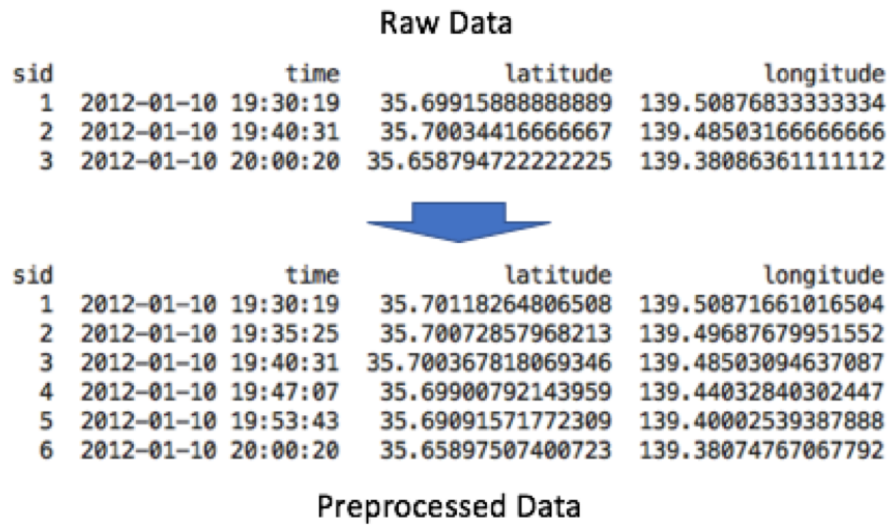 Raw Data
sid time latitude longitude
1 2012-01-10 19:30:19 35.69915888888889 139.50876833333334
2 2012-01-10 19:40:31 35.70034416666667 139.48503166666666
3 2012-01-10 20:00:20 35.658794722222225 139.38086361111112
sid time latitude longitude
1 2012-01-10 19:30:19 35.70118264806508 139.50871661016504
2 2012-01-10 19:35:25 35.70072857968213 139.49687679951552
3 2012-01-10 19:40:31 35.700367818069346 139.48503094637087
4 2012-01-10 19:47:07 35.69900792143959 139.44032840302447
5 2012-01-10 19:53:43 35.69091571772309 139.40002539387888
6 2012-01-10 20:00:20 35.65897507400723 139.38074767067792
Preprocessed Data